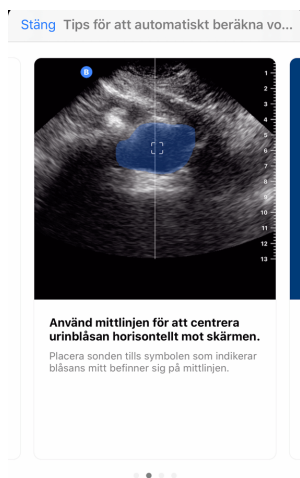 Stäng Tips för att automatiskt beräkna vo...
B
1
2
3
4
5
6
7
8
9
10
11
12
13
Använd mittlinjen för att centrera
urinblåsan horisontellt mot skärmen.
Placera sonden tills symbolen som indikerar
blåsans mitt befinner sig på mittlinjen.